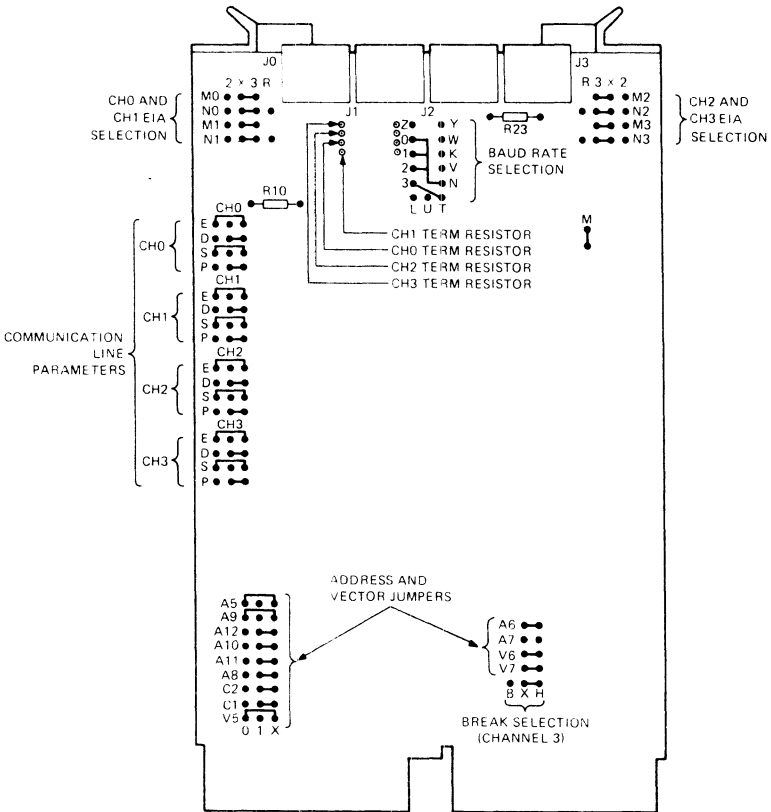 J0
J3
2 x 3 R
M0
N0
M1
N1
CH0 AND
CH1 EIA
SELECTION
J1
J2
Z
0
1
2
3
Y
W
K
V
N
L U T
R23
BAUD RATE
SELECTION
R 3 x 2
M2
N2
M3
N3
CH2 AND
CH3 EIA
SELECTION
R10
M
CH1 TERM RESISTOR
CH0 TERM RESISTOR
CH2 TERM RESISTOR
CH3 TERM RESISTOR
COMMUNICATION
LINE
PARAMETERS
CH0
CH0
E
D
S
P
CH1
CH1
E
D
S
P
CH2
CH2
E
D
S
P
CH3
CH3
E
D
S
P
ADDRESS AND
VECTOR JUMPERS
A5
A9
A12
A10
A11
A8
C2
C1
V5
0 1 X
A6
A7
V6
V7
B X H
BREAK SELECTION
(CHANNEL 3)